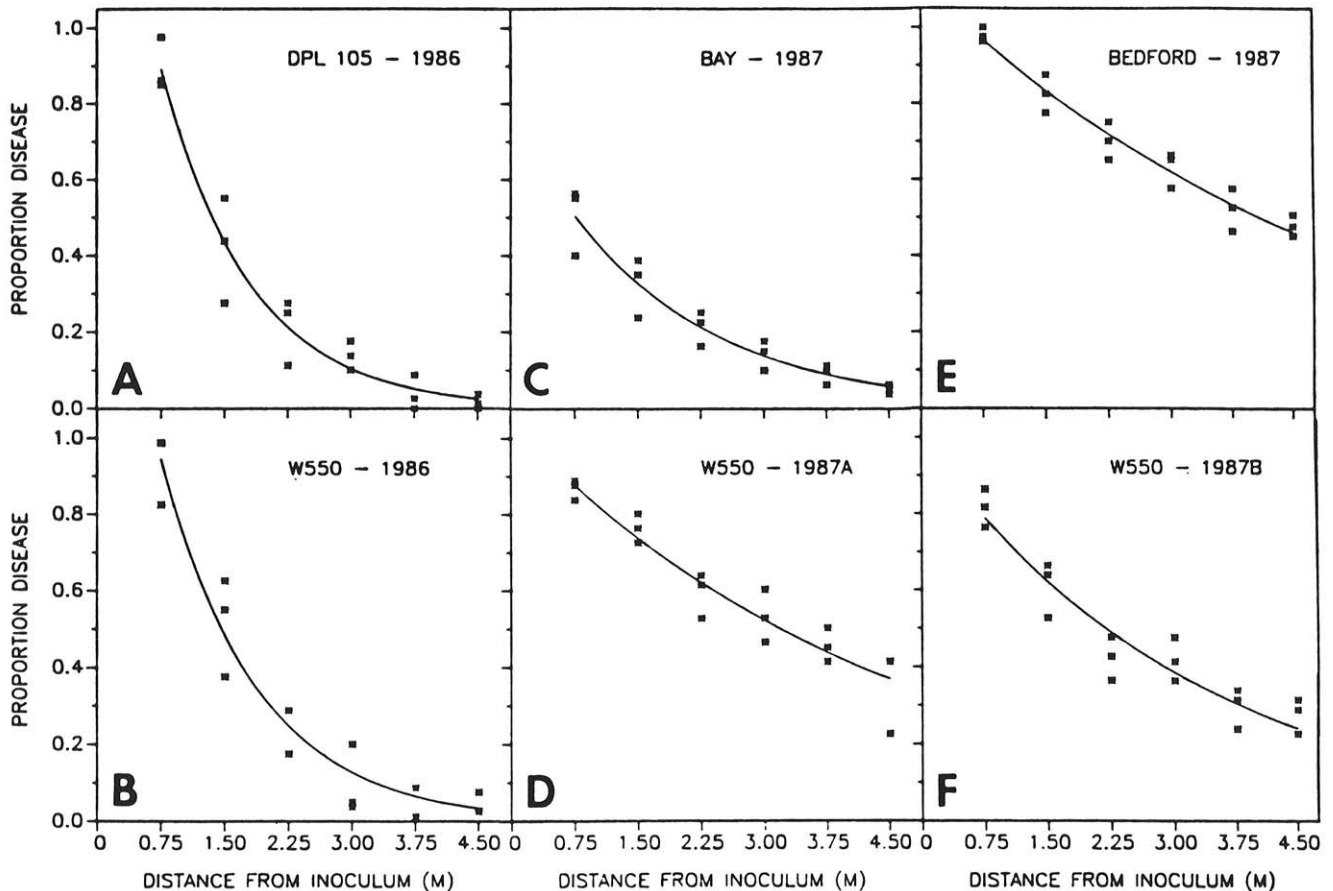 DPL 105 – 1986
BAY – 1987
BEDFORD – 1987
PROPORTION DISEASE
1.0
0.8
0.6
0.4
0.2
0.0
A
C
E
W550 – 1986
W550 – 1987A
W550 – 1987B
PROPORTION DISEASE
1.0
0.8
0.6
0.4
0.2
0.0
B
D
F
0 0.75 1.50 2.25 3.00 3.75 4.50
0 0.75 1.50 2.25 3.00 3.75 4.50
0 0.75 1.50 2.25 3.00 3.75 4.50
DISTANCE FROM INOCULUM (M)
DISTANCE FROM INOCULUM (M)
DISTANCE FROM INOCULUM (M)